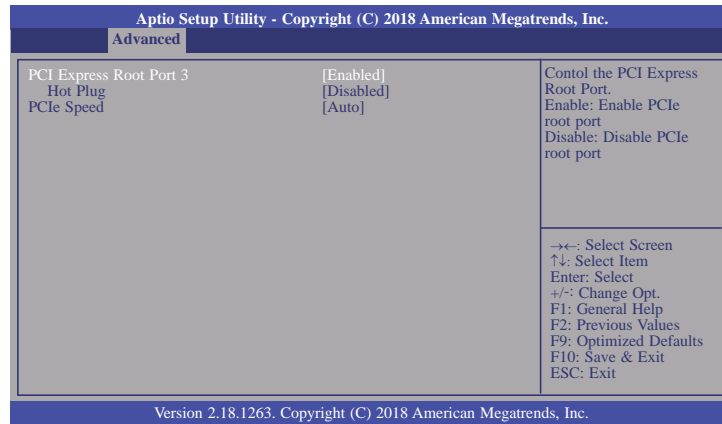 Aptio Setup Utility - Copyright (C) 2018 American Megatrends, Inc.
Advanced
PCI Express Root Port 3 [Enabled]
Hot Plug [Disabled]
PCIe Speed [Auto]
Contol the PCI Express
Root Port.
Enable: Enable PCIe
root port
Disable: Disable PCIe
root port
→←: Select Screen
↑↓: Select Item
Enter: Select
+/-: Change Opt.
F1: General Help
F2: Previous Values
F9: Optimized Defaults
F10: Save & Exit
ESC: Exit
Version 2.18.1263. Copyright (C) 2018 American Megatrends, Inc.